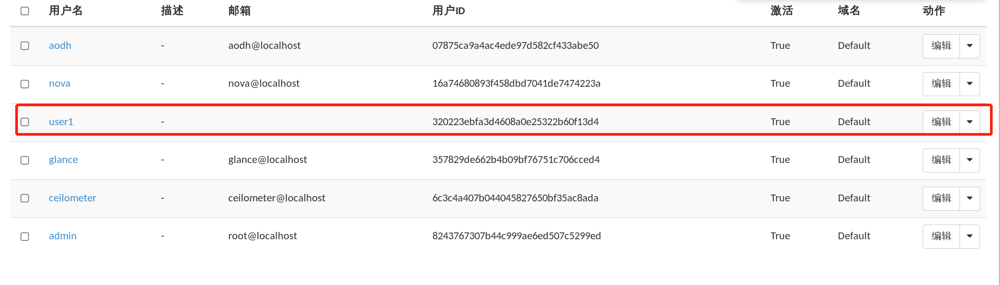 用户名 描述 邮箱 用户ID 激活 域名 动作
aodh - aodh@localhost 07875ca9a4ac4ede97d582cf433abe50 True Default 编辑
nova - nova@localhost 16a74680893f458dbd7041de7474223a True Default 编辑
user1 - 320223ebfa3d4608a0e25322b60f13d4 True Default 编辑
glance - glance@localhost 357829de662b4b09bf76751c706cced4 True Default 编辑
ceilometer - ceilometer@localhost 6c3c4a407b044045827650bf35ac8ada True Default 编辑
admin - root@localhost 8243767307b44c999ae6ed507c5299ed True Default 编辑